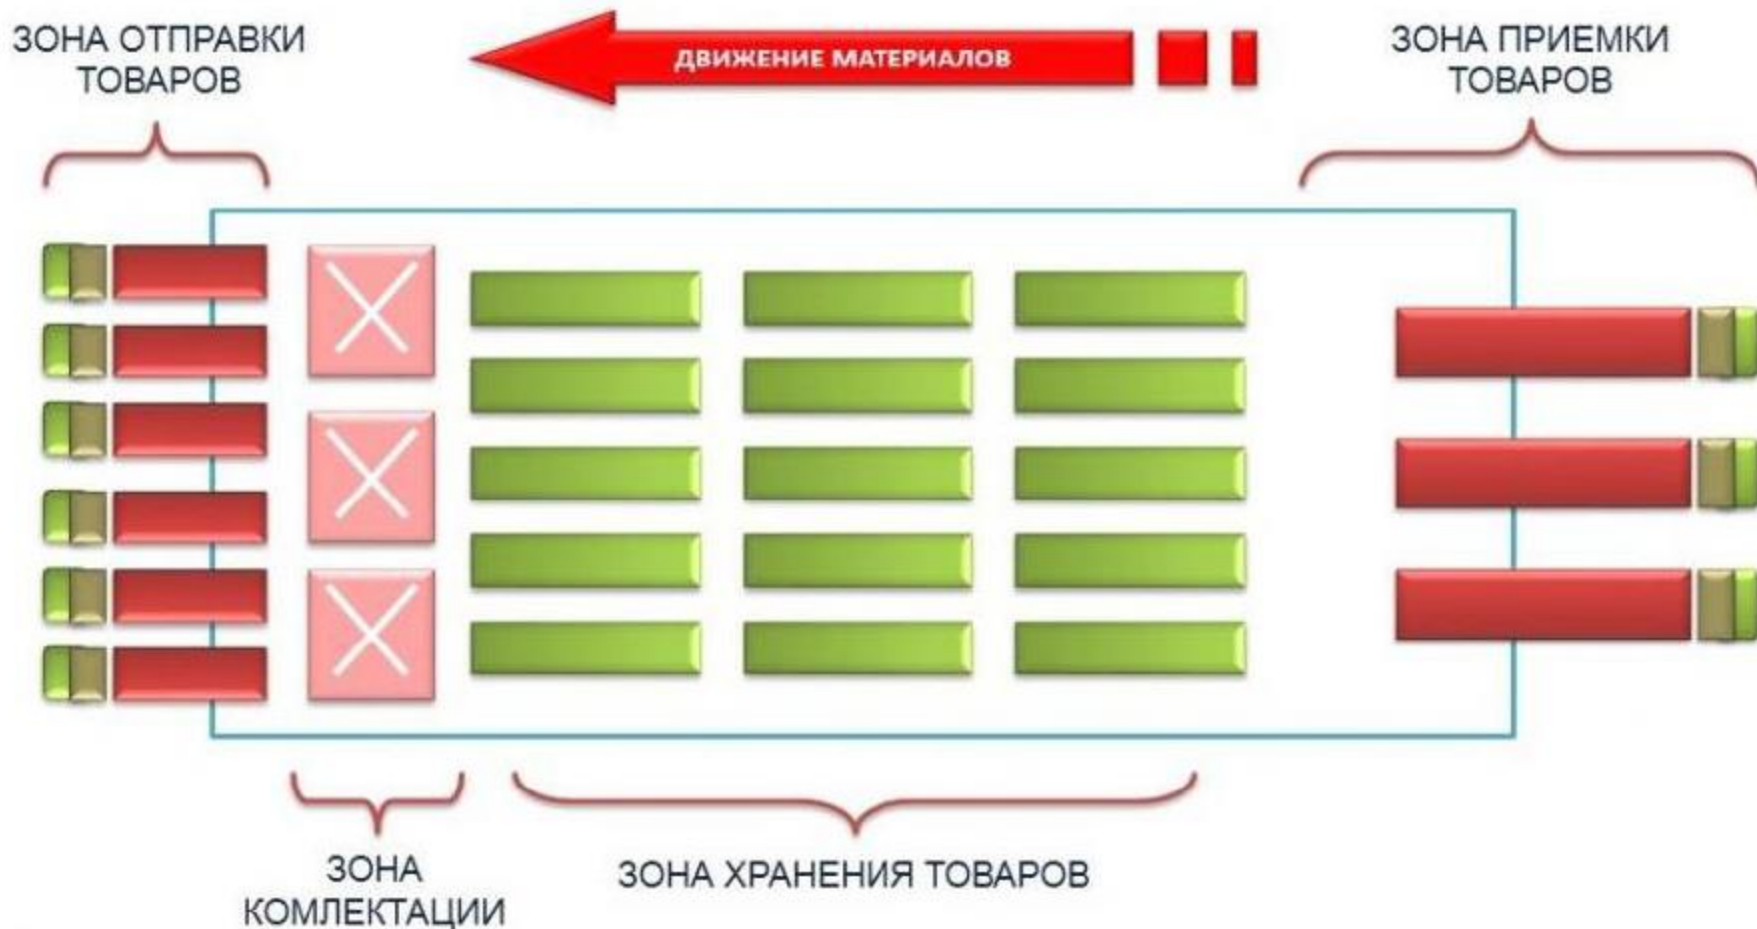 ЗОНА ОТПРАВКИ
ТОВАРОВ
ДВИЖЕНИЕ МАТЕРИАЛОВ
ЗОНА ПРИЕМКИ
ТОВАРОВ
ЗОНА
КОМЛЕКТАЦИИ
ЗОНА ХРАНЕНИЯ ТОВАРОВ